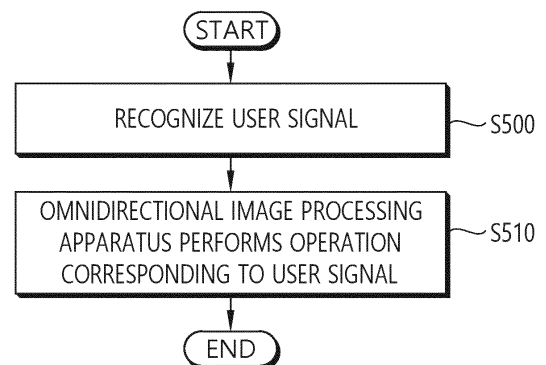 START
RECOGNIZE USER SIGNAL
S500
OMNIDIRECTIONAL IMAGE PROCESSING
APPARATUS PERFORMS OPERATION
CORRESPONDING TO USER SIGNAL
S510
END